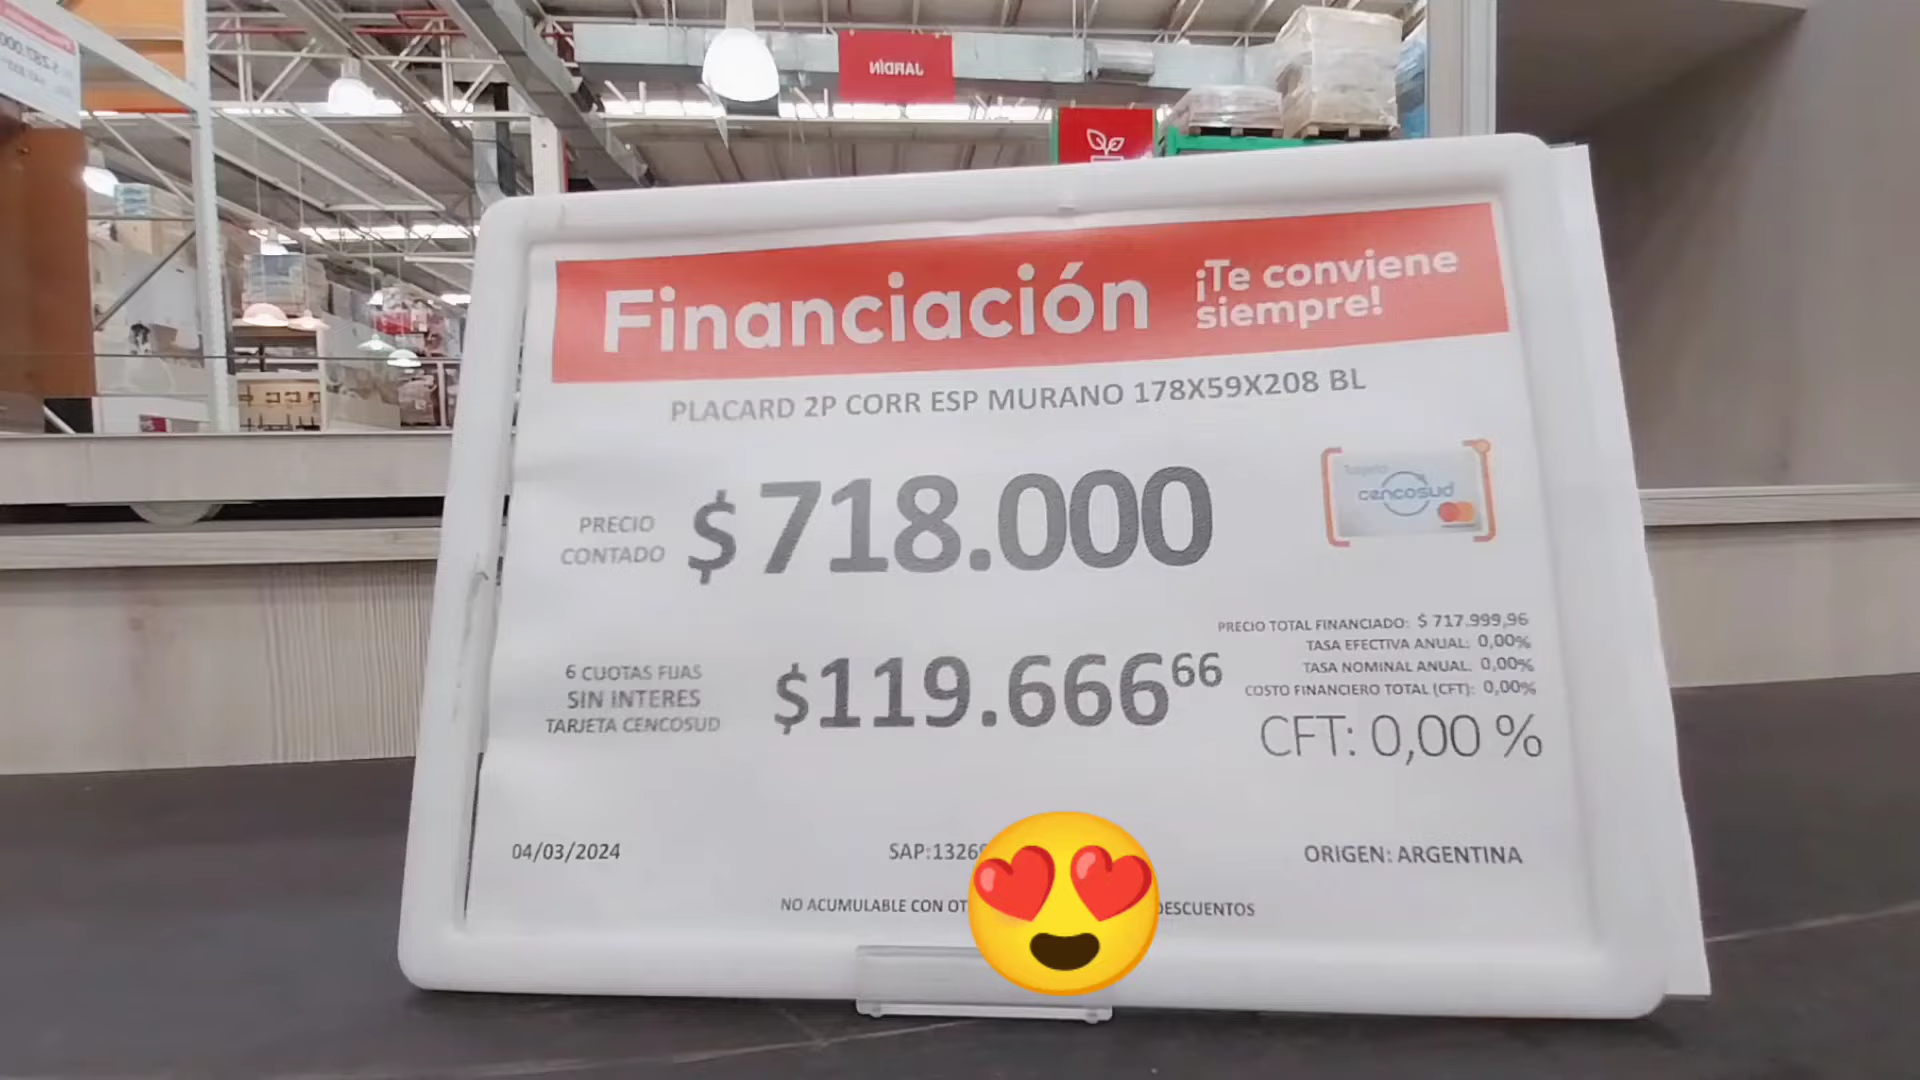 JARDÍN
Financiación
¡Te conviene
siempre!
PLACARD 2P CORR ESP MURANO 178X59X208 BL
PRECIO
CONTADO
$718.000
Tarjeta
cencosud
6 CUOTAS FIJAS
SIN INTERES
TARJETA CENCOSUD
$119.666 66
PRECIO TOTAL FINANCIADO: $ 717.999,96
TASA EFECTIVA ANUAL: 0,00%
TASA NOMINAL ANUAL: 0,00%
COSTO FINANCIERO TOTAL (CFT): 0,00%
CFT: 0,00 %
04/03/2024
SAP:1326
ORIGEN: ARGENTINA
NO ACUMULABLE CON DESCUENTOS